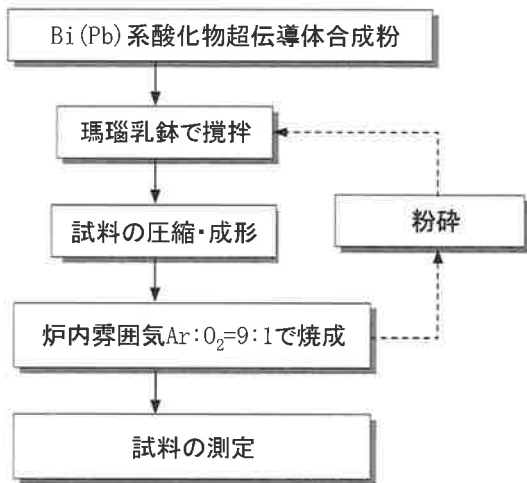 Bi(Pb)系酸化物超伝導体合成粉
瑪瑙乳鉢で撹拌
試料の圧縮・成形
粉砕
炉内雰囲気Ar:O₂=9:1で焼成
試料の測定